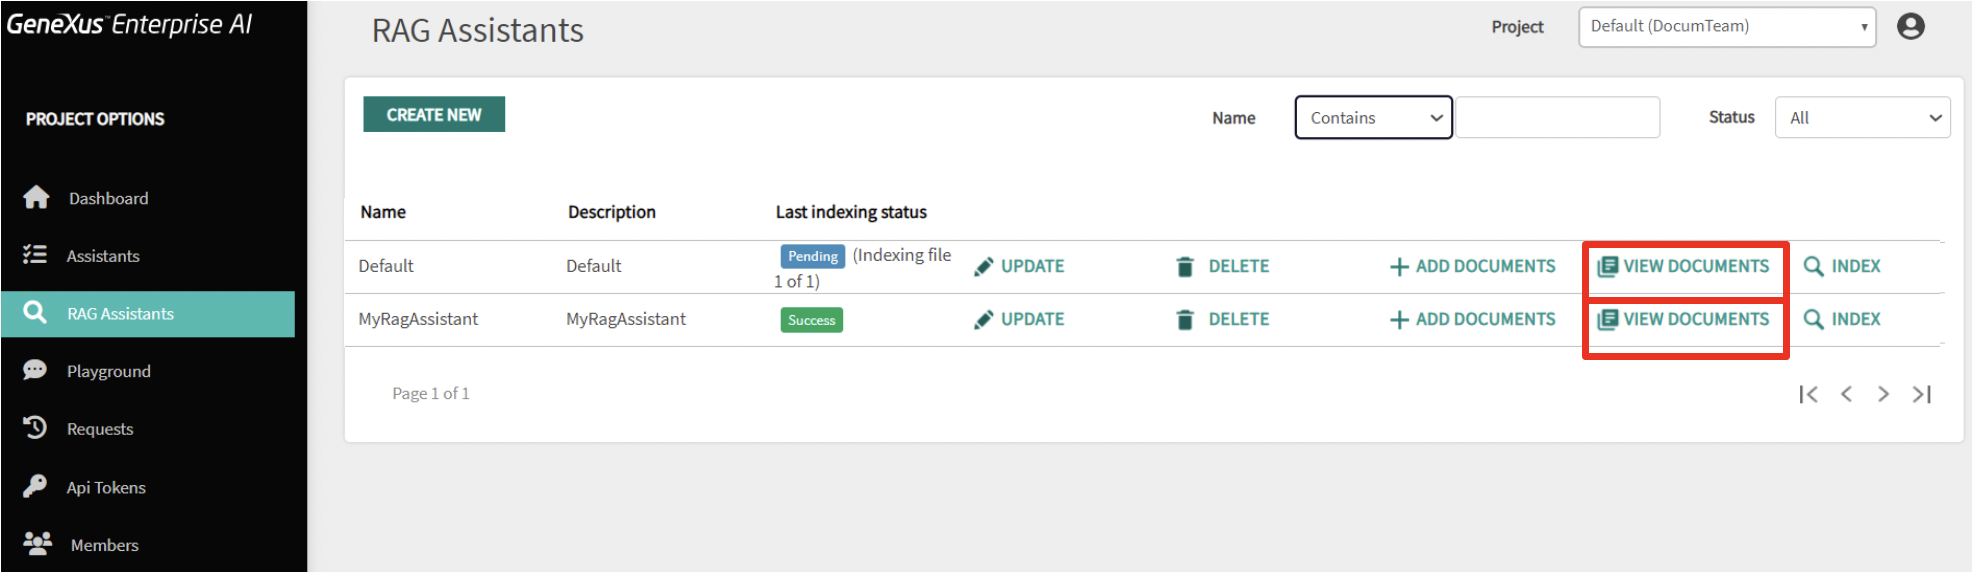 GeneXus™ Enterprise AI
RAG Assistants
Project
Default (DocumTeam)
PROJECT OPTIONS
Dashboard
Assistants
RAG Assistants
Playground
Requests
Api Tokens
Members
CREATE NEW
Name
Contains
Status
All
Name Description Last indexing status
Default Default Pending (Indexing file
1 of 1)
UPDATE DELETE ADD DOCUMENTS VIEW DOCUMENTS INDEX
MyRagAssistant MyRagAssistant Success UPDATE DELETE ADD DOCUMENTS VIEW DOCUMENTS INDEX
Page 1 of 1